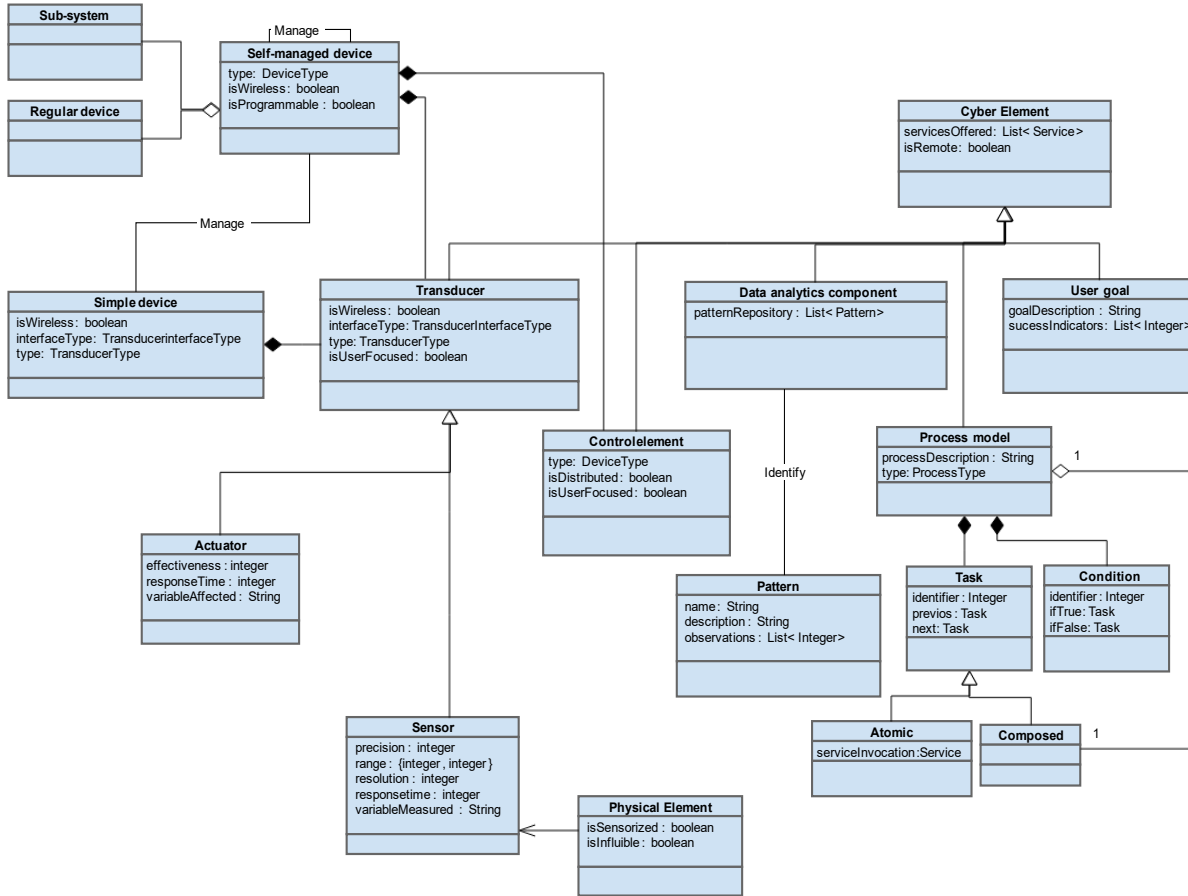 Sub-system
Manage
Self-managed device
type: DeviceType
isWireless: boolean
isProgrammable : boolean
Regular device
Cyber Element
servicesOffered: List< Service>
isRemote: boolean
Manage
Simple device
isWireless: boolean
interfaceType: TransducerinterfaceType
type: TransducerType
Transducer
isWireless: boolean
interfaceType: TransducerInterfaceType
type: TransducerType
isUserFocused: boolean
Data analytics component
patternRepository : List< Pattern>
User goal
goalDescription : String
sucessIndicators: List< Integer>
Controlelement
type: DeviceType
isDistributed: boolean
isUserFocused: boolean
Identify
Process model
processDescription : String
type: ProcessType
1
Actuator
effectiveness : integer
responseTime : integer
variableAffected : String
Pattern
name : String
description : String
observations : List< Integer>
Task
identifier : Integer
previos: Task
next: Task
Condition
identifier: Integer
ifTrue: Task
ifFalse: Task
Sensor
precision : integer
range : {integer, integer}
resolution : integer
responsetime : integer
variableMeasured : String
Atomic
serviceInvocation:Service
Composed
1
Physical Element
isSensorized : boolean
isInfluible : boolean